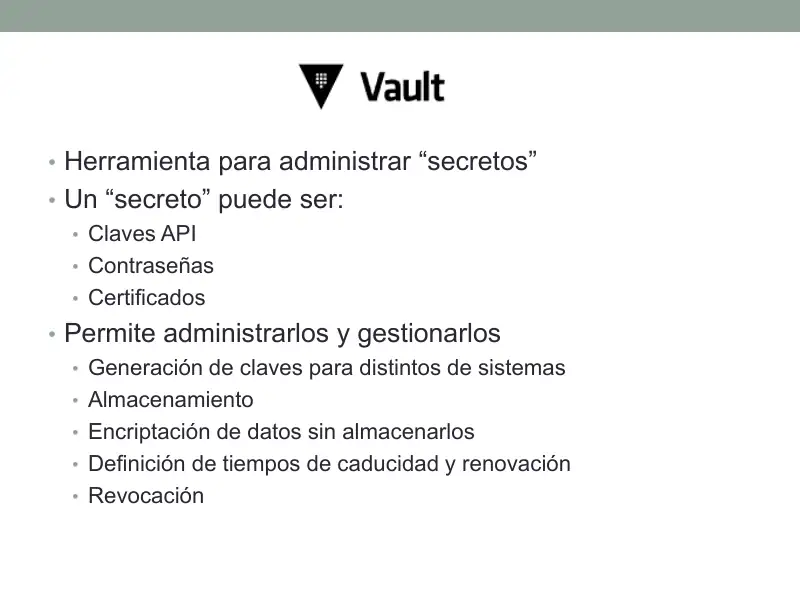 Vault
• Herramienta para administrar “secretos”
• Un “secreto” puede ser:
• Claves API
• Contraseñas
• Certificados
• Permite administrarlos y gestionarlos
• Generación de claves para distintos de sistemas
• Almacenamiento
• Encriptación de datos sin almacenarlos
• Definición de tiempos de caducidad y renovación
• Revocación